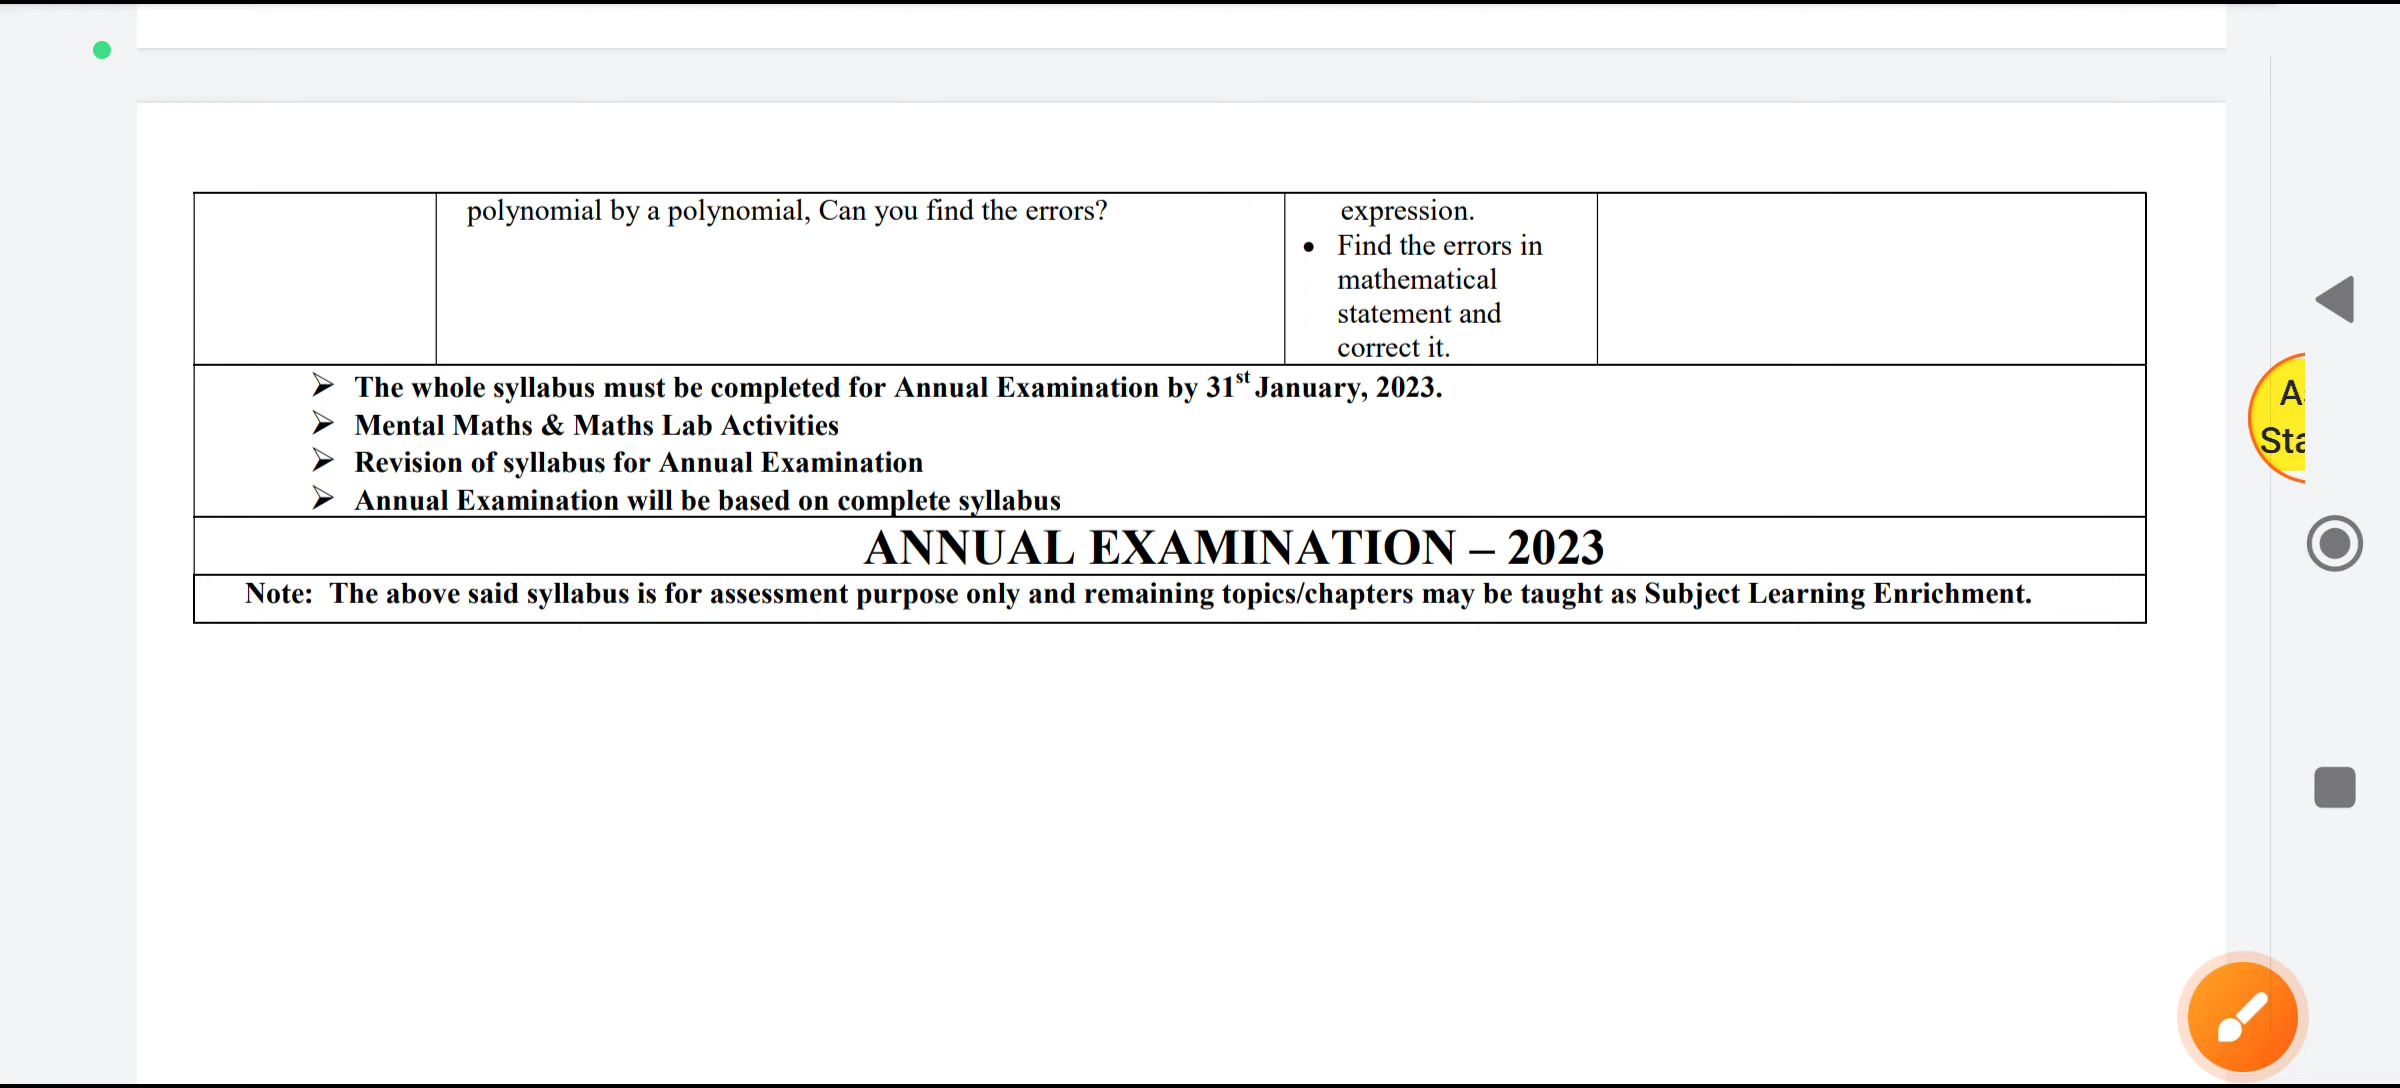 polynomial by a polynomial, Can you find the errors?
expression.
• Find the errors in
mathematical
statement and
correct it.
➢ The whole syllabus must be completed for Annual Examination by 31st January, 2023.
➢ Mental Maths & Maths Lab Activities
➢ Revision of syllabus for Annual Examination
➢ Annual Examination will be based on complete syllabus
ANNUAL EXAMINATION – 2023
Note: The above said syllabus is for assessment purpose only and remaining topics/chapters may be taught as Subject Learning Enrichment.